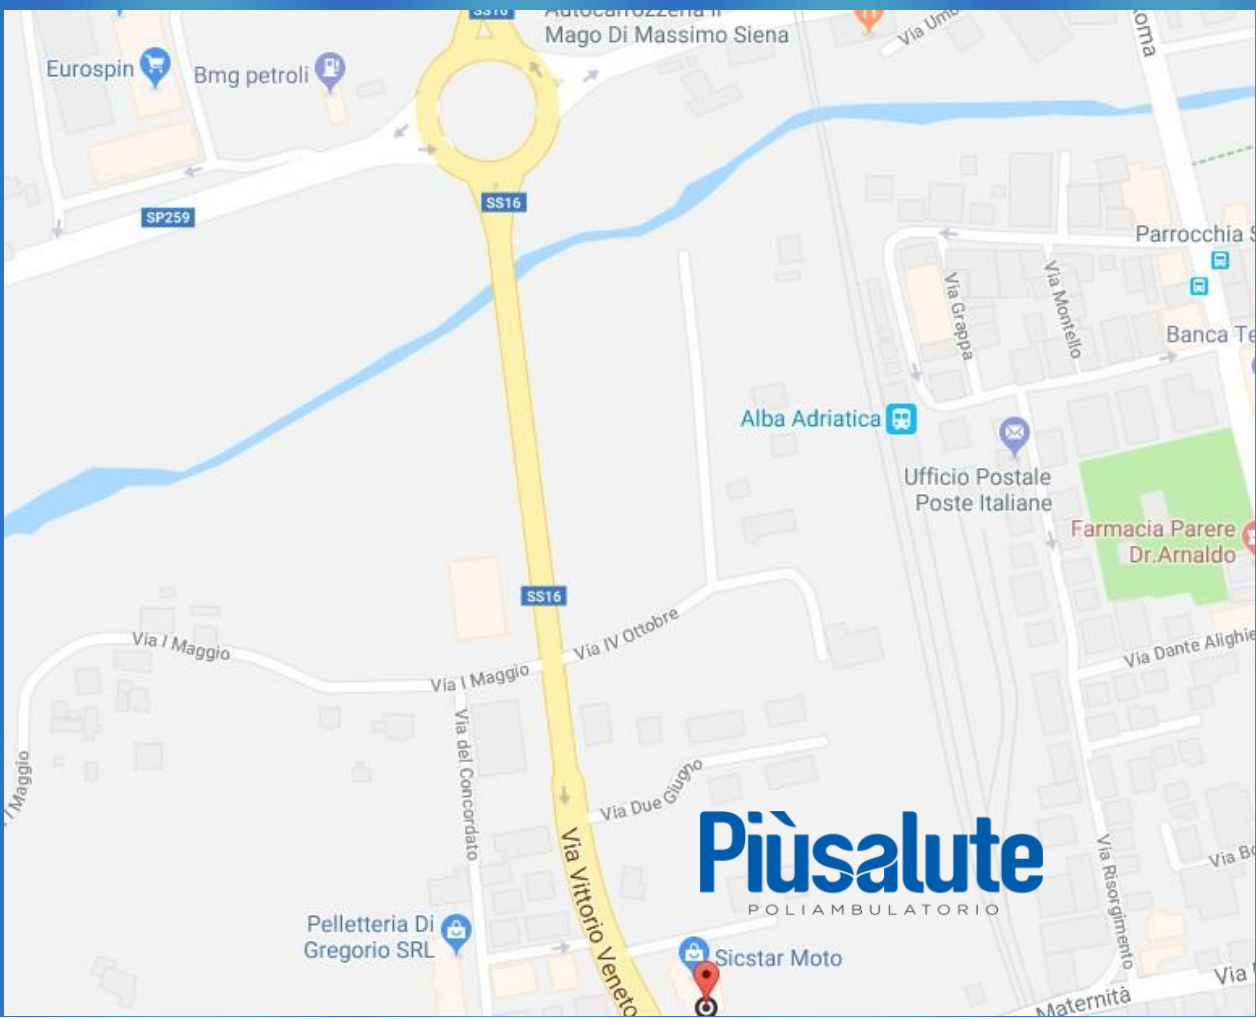 SS16
Autocarrozzeria Il
Mago Di Massimo Siena
Via Umb
Roma
Eurospin
Bmg petroli
SS16
SP259
Parrocchia S
Via Grappa
Via Montello
Banca Te
Alba Adriatica
Ufficio Postale
Poste Italiane
Farmacia Parere
Dr.Arnaldo
SS16
Via IV Ottobre
Via I Maggio
Via I Maggio
Via Dante Alighie
Via del Concordato
I Maggio
Via Due Giugno
Piùsalute
POLIAMBULATORIO
Via Vittorio Veneto
Via Risorgimento
Via Bo
Pelletteria Di
Gregorio SRL
Sicstar Moto
Maternità
Via